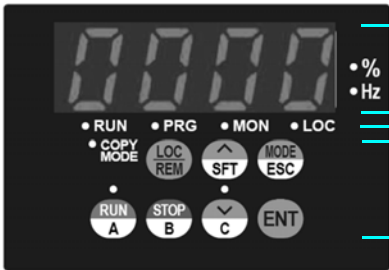 0000
%
Hz
RUN PRG MON LOC
COPY MODE
LOC REM
SFT
MODE ESC
RUN A
STOP B
C
ENT